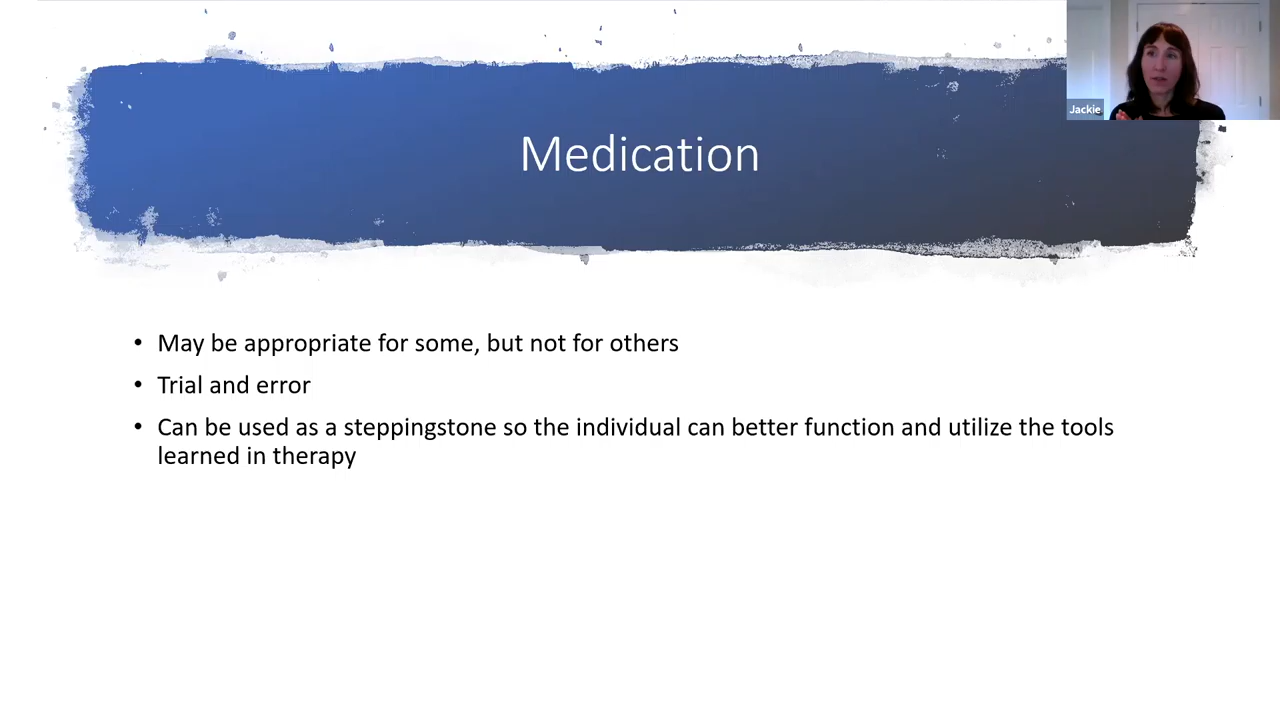 Medication
Jackie
• May be appropriate for some, but not for others
• Trial and error
• Can be used as a steppingstone so the individual can better function and utilize the tools
learned in therapy